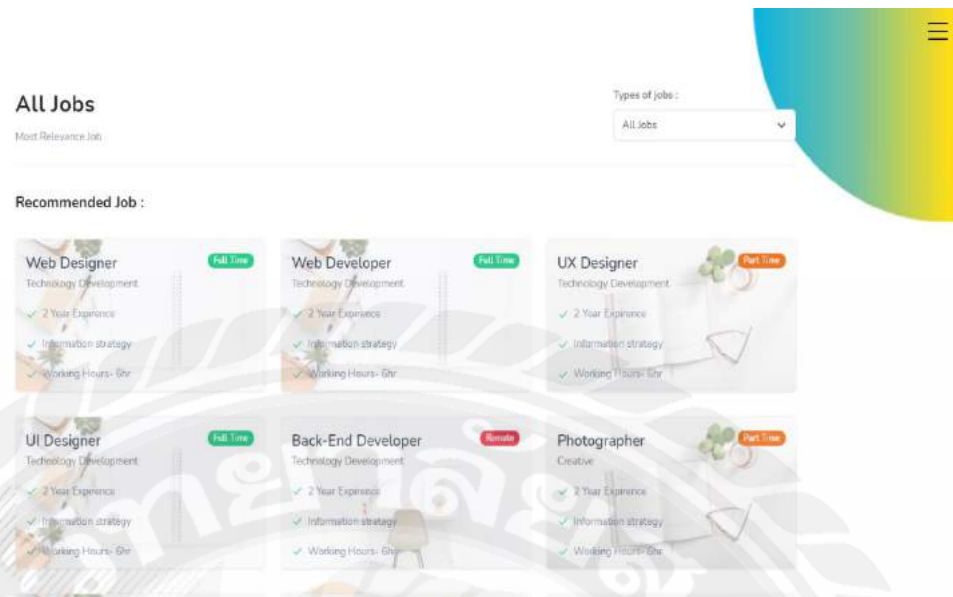 All Jobs
Most Relevance Job
Types of jobs :
All Jobs
Recommended Job :
Web Designer
Full Time
Technology Development
2 Year Expirence
Information strategy
Working Hours- 6hr
Web Developer
Full Time
Technology Development
2 Year Expirence
Information strategy
Working Hours- 6hr
UX Designer
Part Time
Technology Development
2 Year Expirence
Information strategy
Working Hours- 6hr
UI Designer
Full Time
Technology Development
2 Year Expirence
Information strategy
Working Hours- 6hr
Back-End Developer
Remote
Technology Development
2 Year Expirence
Information strategy
Working Hours- 6hr
Photographer
Part Time
Creative
2 Year Expirence
Information strategy
Working Hours- 6hr